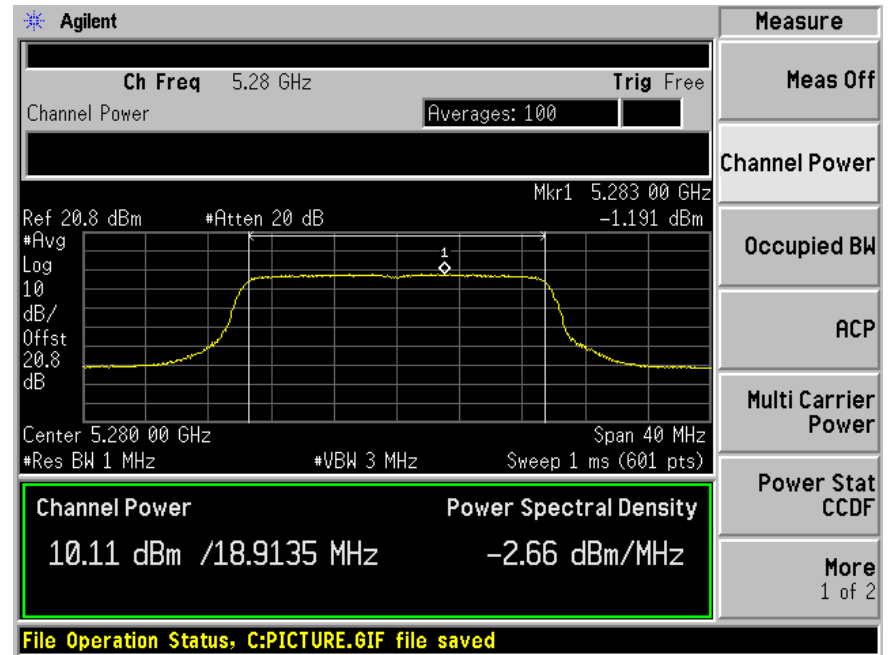 Agilent
Measure
Ch Freq 5.28 GHz Trig Free
Channel Power Averages: 100
Mkr1 5.283 00 GHz
Ref 20.8 dBm #Atten 20 dB -1.191 dBm
#Avg
Log
10
dB/
Offst
20.8
dB
1
Center 5.280 00 GHz Span 40 MHz
#Res BW 1 MHz #VBW 3 MHz Sweep 1 ms (601 pts)
Channel Power Power Spectral Density
10.11 dBm /18.9135 MHz -2.66 dBm/MHz
File Operation Status, C:PICTURE.GIF file saved
Meas Off
Channel Power
Occupied BW
ACP
Multi Carrier
Power
Power Stat
CCDF
More
1 of 2